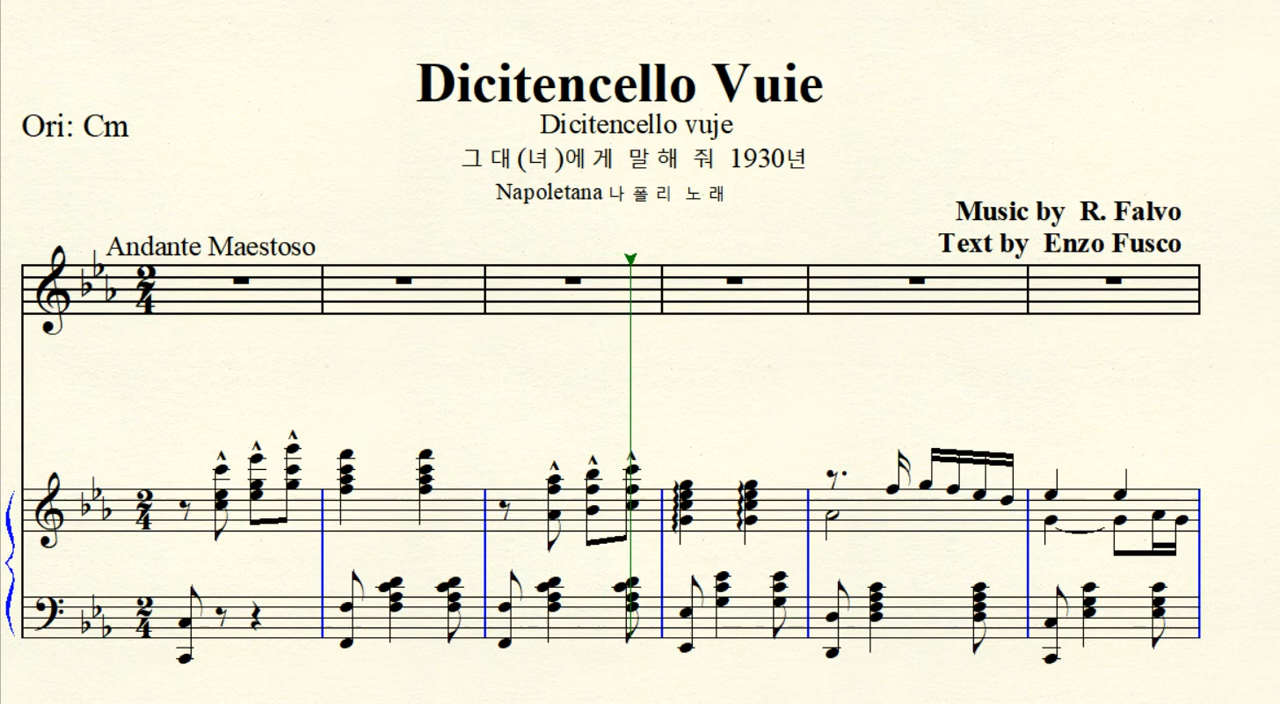 Dicitencello Vuie
Ori: Cm
Dicitencello vuje
그대(녀)에게 말해 줘 1930년
Napoletana 나폴리 노래
Music by R. Falvo
Text by Enzo Fusco
Andante Maestoso